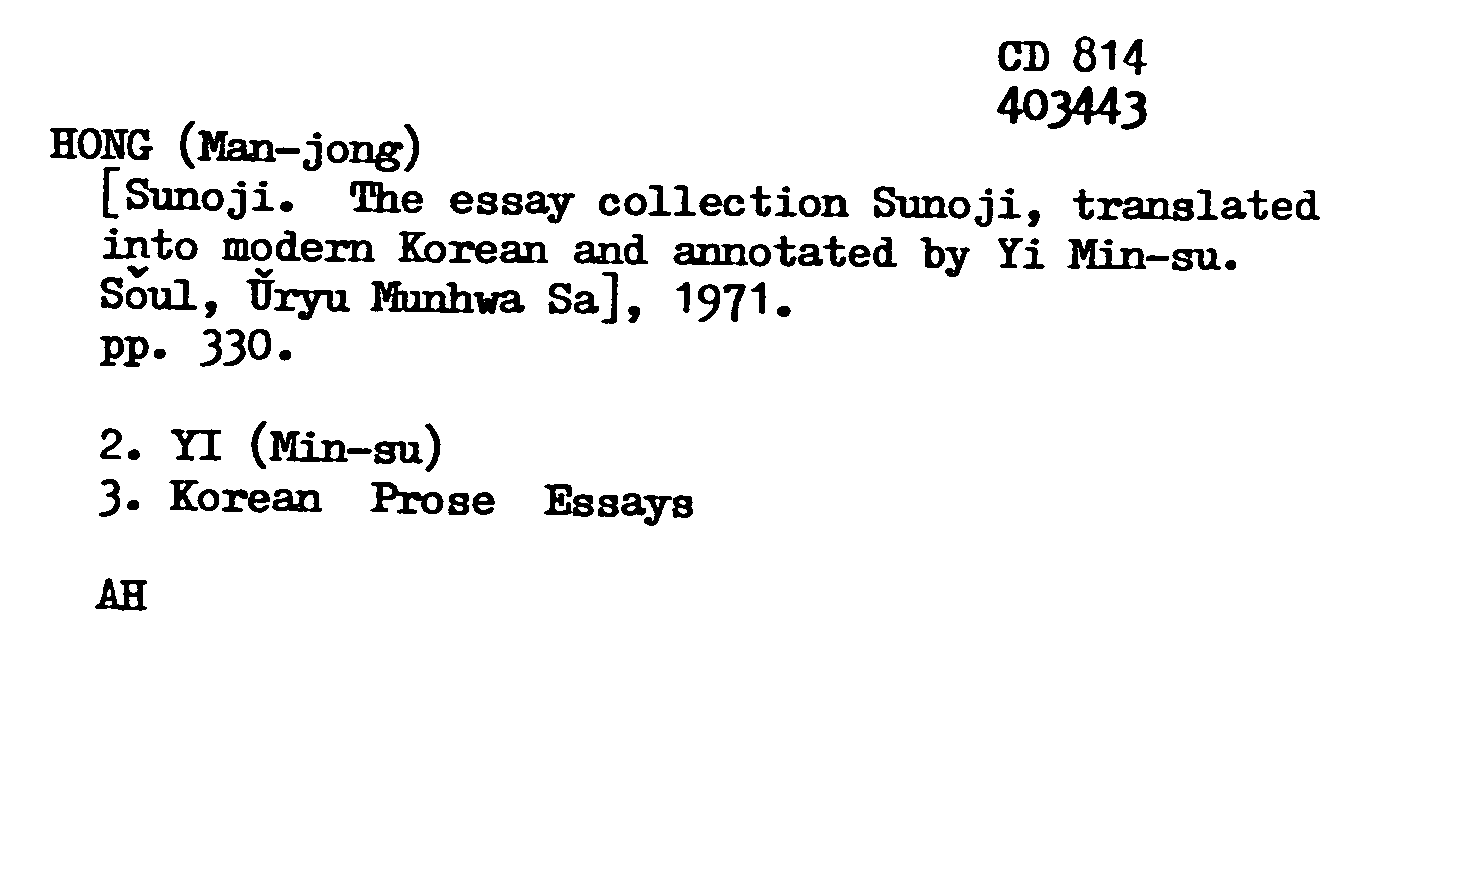 CD 814
403443
HONG (Man-jong)
[Sunoji. The essay collection Sunoji, translated
into modern Korean and annotated by Yi Min-su.
Sŏul, Ŭryu Munhwa Sa], 1971.
pp. 330.
2. YI (Min-su)
3. Korean Prose Essays
AH